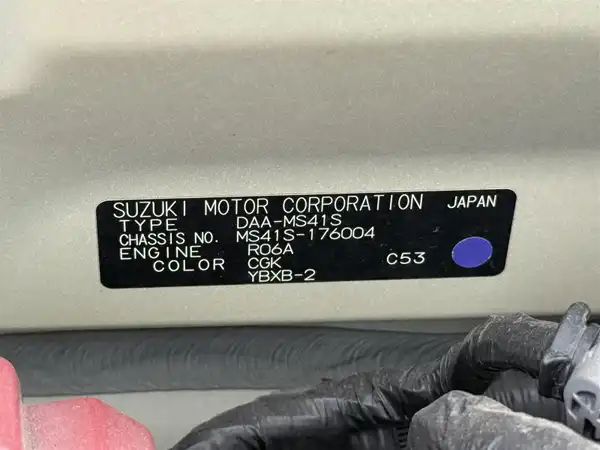 SUZUKI MOTOR CORPORATION JAPAN
TYPE DAA-MS41S
CHASSIS NO. MS41S-176004
ENGINE R06A
COLOR CGK C53
YBXB-2